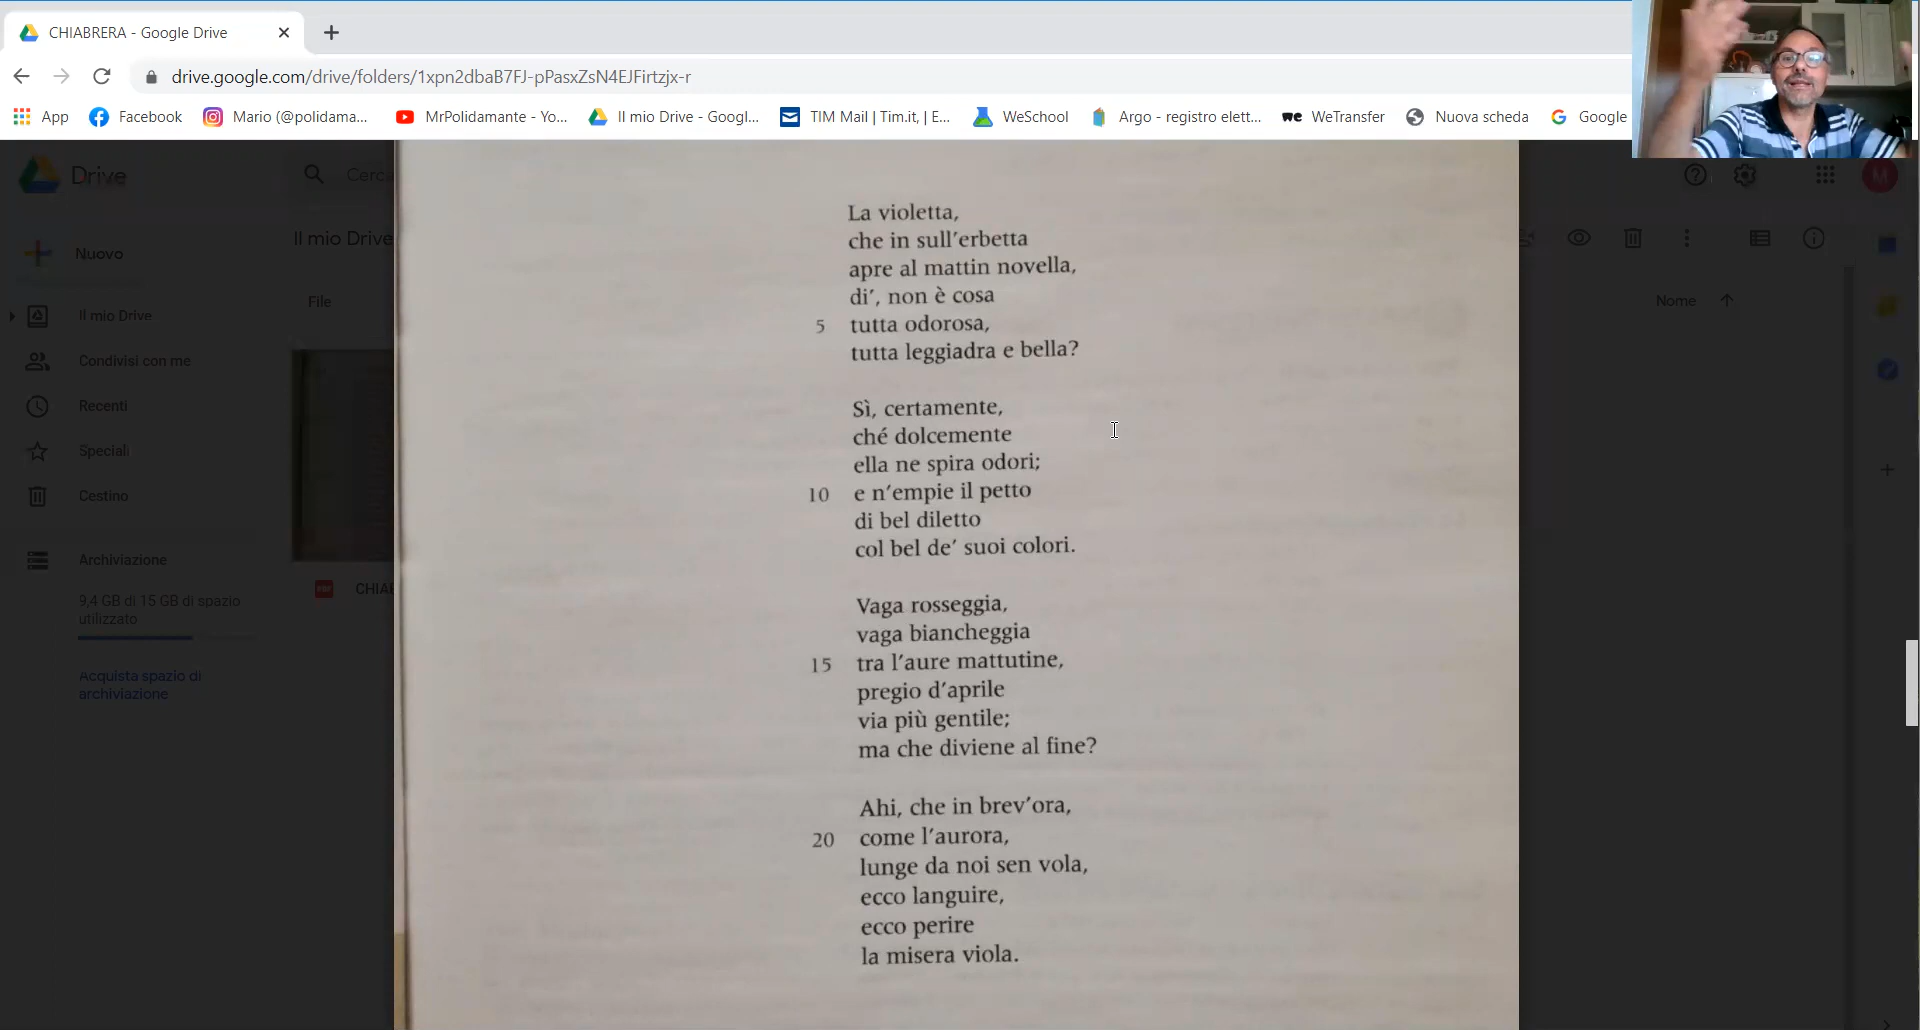 CHIABRERA - Google Drive
drive.google.com/drive/folders/1xpn2dbaB7FJ-pPasxZsN4EJFirtzjx-r
App Facebook Mario (@polidama... MrPolidamante - Yo... Il mio Drive - Googl... TIM Mail | Tim.it, | E... WeSchool Argo - registro elett... WeTransfer Nuova scheda Google
Drive
Cerc
M
Il mio Drive
Nuovo
File
Nome
Il mio Drive
Condivisi con me
Recenti
Speciali
Cestino
Archiviazione
9,4 GB di 15 GB di spazio
utilizzato
Acquista spazio di
archiviazione
CHIAB
La violetta,
che in sull'erbetta
apre al mattin novella,
di', non è cosa
5 tutta odorosa,
tutta leggiadra e bella?
Sì, certamente,
ché dolcemente
ella ne spira odori;
10 e n'empie il petto
di bel diletto
col bel de' suoi colori.
Vaga rosseggia,
vaga biancheggia
15 tra l'aure mattutine,
pregio d'aprile
via più gentile;
ma che diviene al fine?
Ahi, che in brev'ora,
20 come l'aurora,
lunge da noi sen vola,
ecco languire,
ecco perire
la misera viola.